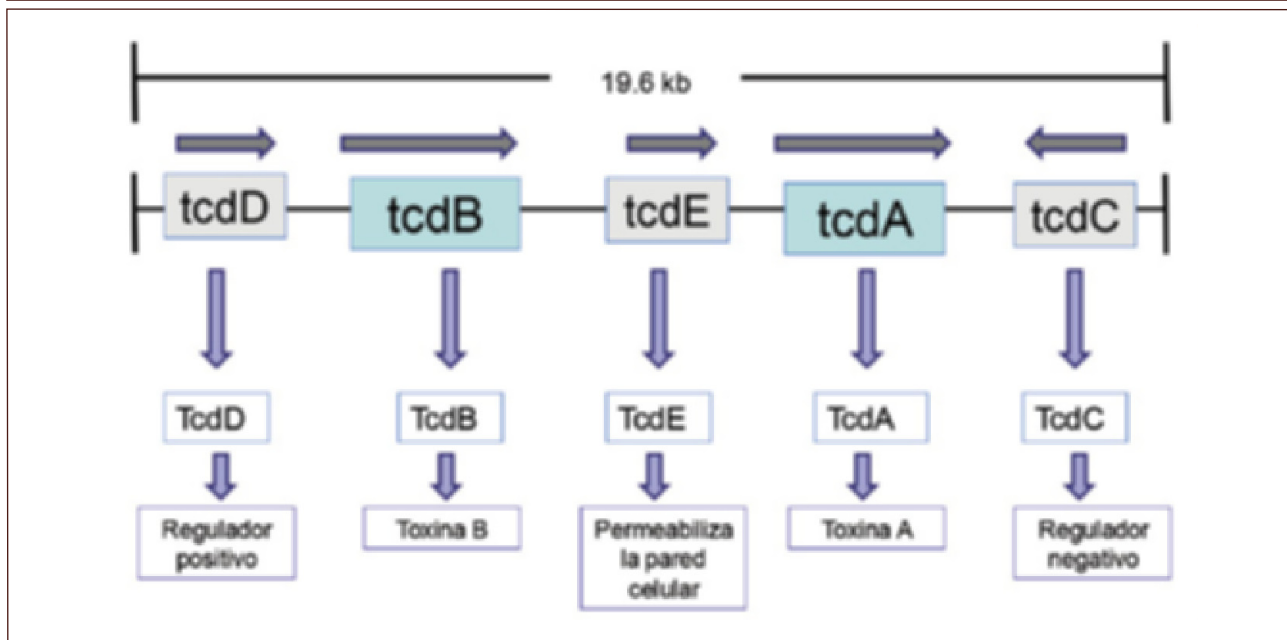 19.6 kb
tcdD tcdB tcdE tcdA tcdC
TcdD TcdB TcdE TcdA TcdC
Regulador
positivo
Toxina B
Permeabiliza
la pared
celular
Toxina A
Regulador
negativo